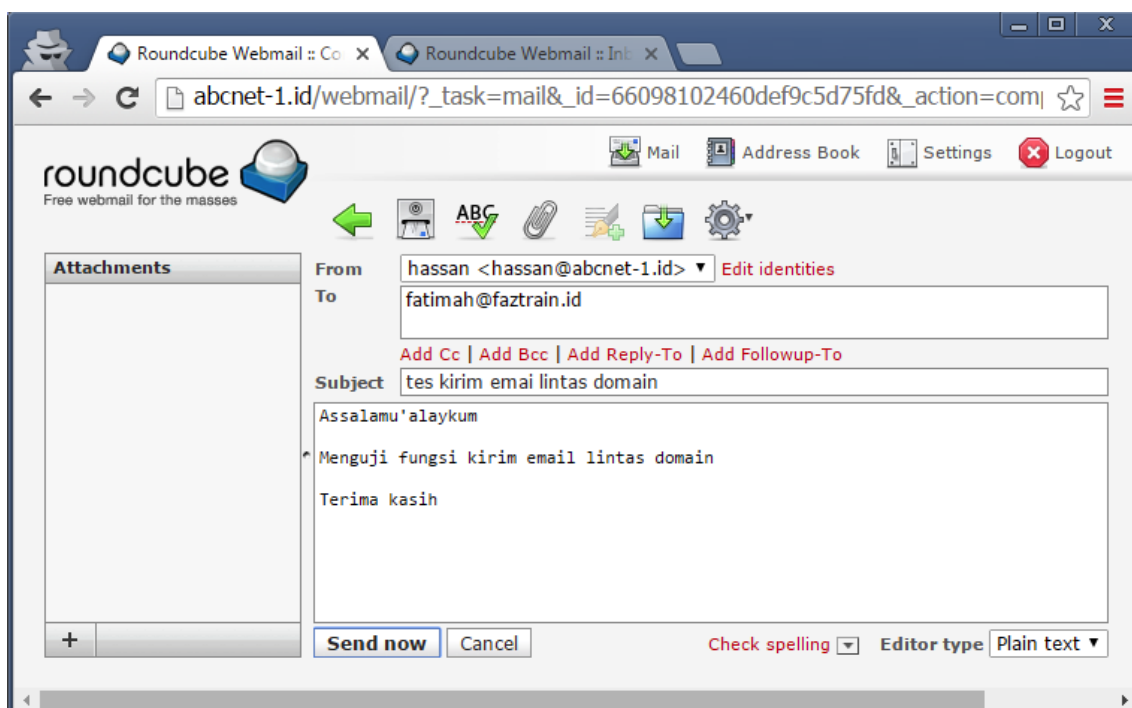 Roundcube Webmail :: Co
Roundcube Webmail :: Inb
abcnet-1.id/webmail/?_task=mail&_id=66098102460def9c5d75fd&_action=com
roundcube
Free webmail for the masses
Mail
Address Book
Settings
Logout
ABC
Attachments
From
hassan <hassan@abcnet-1.id>
Edit identities
To
fatimah@faztrain.id
Add Cc | Add Bcc | Add Reply-To | Add Followup-To
Subject
tes kirim emai lintas domain
Assalamu'alaykum
Menguji fungsi kirim email lintas domain
Terima kasih
+
Send now
Cancel
Check spelling
Editor type
Plain text